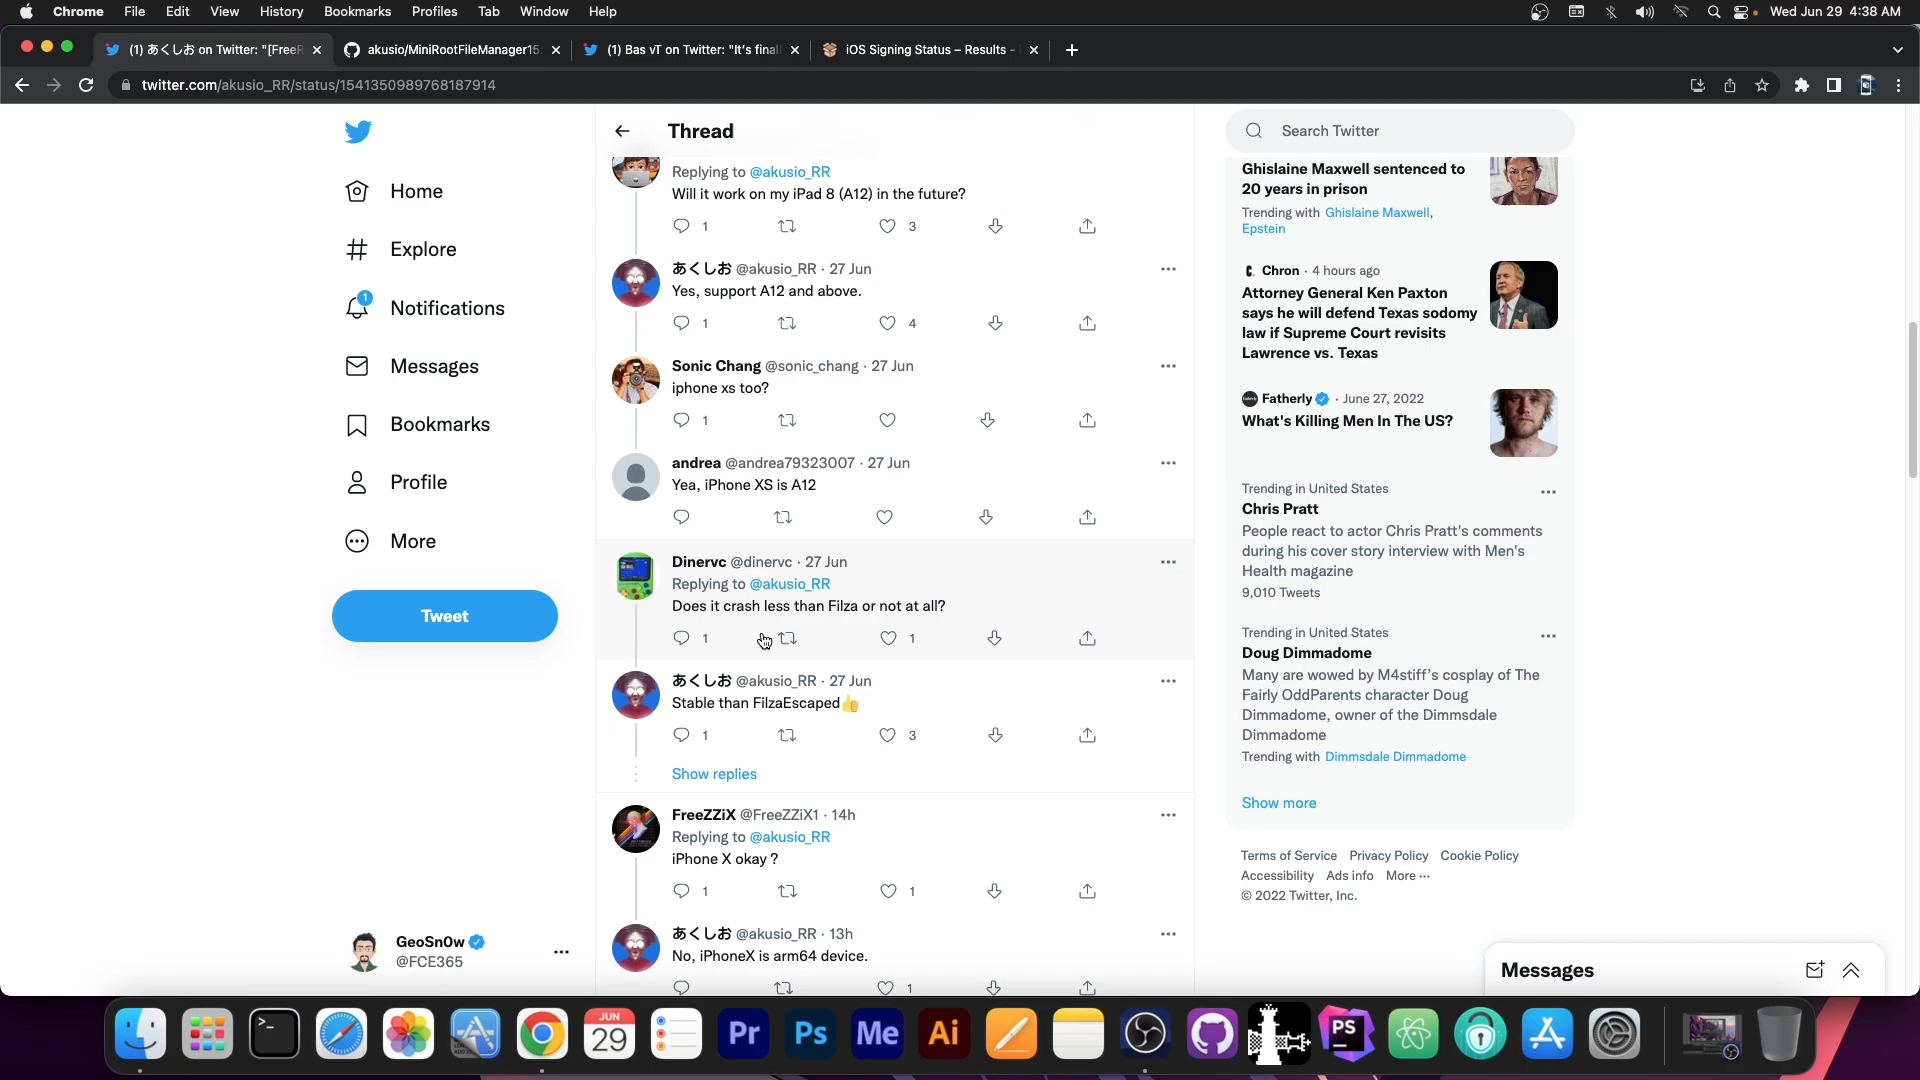 Chrome File Edit View History Bookmarks Profiles Tab Window Help
Wed Jun 29 4:38 AM
(1) あくしお on Twitter: "[FreeR
akusio/MiniRootFileManager15:
(1) Bas vT on Twitter: "It's final
iOS Signing Status – Results -
twitter.com/akusio_RR/status/1541350989768187914
Home
Explore
1
Notifications
Messages
Bookmarks
Profile
More
Tweet
GeoSn0w
@FCE365
Thread
Replying to @akusio_RR
Will it work on my iPad 8 (A12) in the future?
1 3
あくしお @akusio_RR · 27 Jun
Yes, support A12 and above.
1 4
Sonic Chang @sonic_chang · 27 Jun
iphone xs too?
1
andrea @andrea79323007 · 27 Jun
Yea, iPhone XS is A12
Dinervc @dinervc · 27 Jun
Replying to @akusio_RR
Does it crash less than Filza or not at all?
1 1
あくしお @akusio_RR · 27 Jun
Stable than FilzaEscaped👍
1 3
Show replies
FreeZZiX @FreeZZiX1 · 14h
Replying to @akusio_RR
iPhone X okay ?
1 1
あくしお @akusio_RR · 13h
No, iPhoneX is arm64 device.
1
Search Twitter
Ghislaine Maxwell sentenced to
20 years in prison
Trending with Ghislaine Maxwell,
Epstein
Chron · 4 hours ago
Attorney General Ken Paxton
says he will defend Texas sodomy
law if Supreme Court revisits
Lawrence vs. Texas
Fatherly · June 27, 2022
What's Killing Men In The US?
Trending in United States
Chris Pratt
People react to actor Chris Pratt's comments
during his cover story interview with Men's
Health magazine
9,010 Tweets
Trending in United States
Doug Dimmadome
Many are wowed by M4stiff's cosplay of The
Fairly OddParents character Doug
Dimmadome, owner of the Dimmsdale
Dimmadome
Trending with Dimmsdale Dimmadome
Show more
Terms of Service Privacy Policy Cookie Policy
Accessibility Ads info More ···
© 2022 Twitter, Inc.
Messages
JUN
29
Pr
Ps
Me
Ai
PS